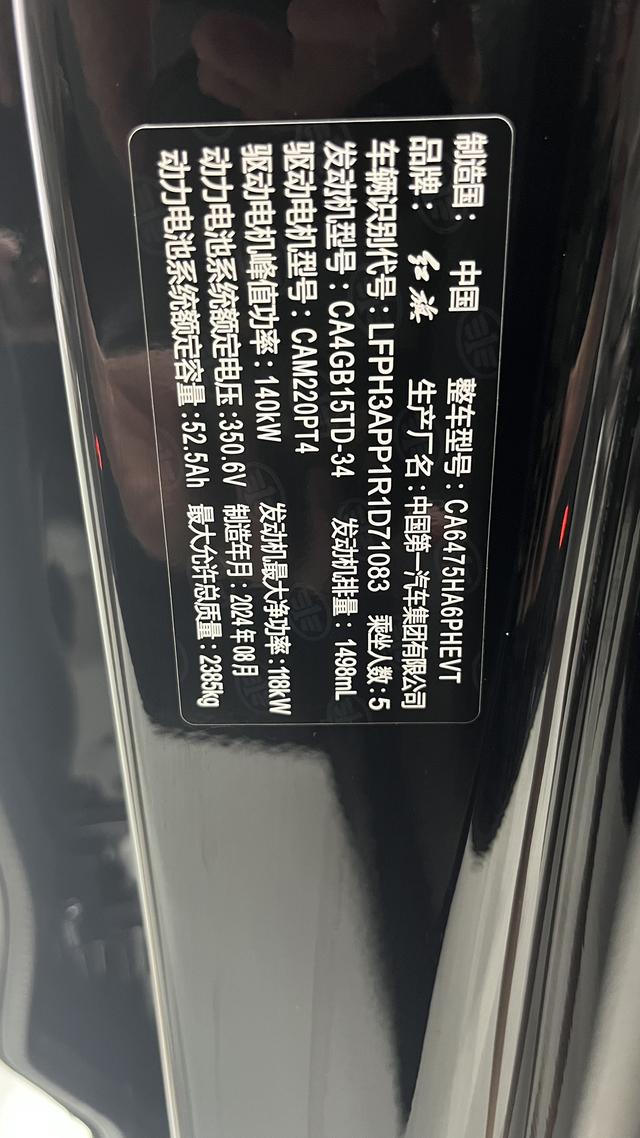 制造国：中国 整车型号：CA6475HA6PHEVT
品牌：红旗 生产厂名：中国第一汽车集团有限公司
车辆识别代号：LFPH3APP1R1D71083 乘坐人数：5
发动机型号：CA4GB15TD-34 发动机排量：1498mL
驱动电机型号：CAM220PT4
驱动电机峰值功率：140kW 发动机最大净功率：118kW
动力电池系统额定电压：350.6V 制造年月：2024年08月
动力电池系统额定容量：52.5Ah 最大允许总质量：2385kg